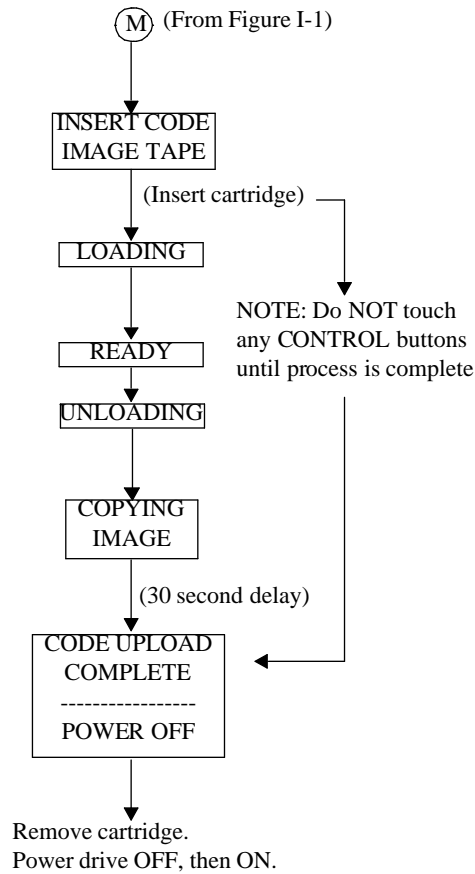 M (From Figure I-1)
INSERT CODE
IMAGE TAPE
(Insert cartridge)
LOADING
NOTE: Do NOT touch
any CONTROL buttons
until process is complete
READY
UNLOADING
COPYING
IMAGE
(30 second delay)
CODE UPLOAD
COMPLETE
-----------------
POWER OFF
Remove cartridge.
Power drive OFF, then ON.